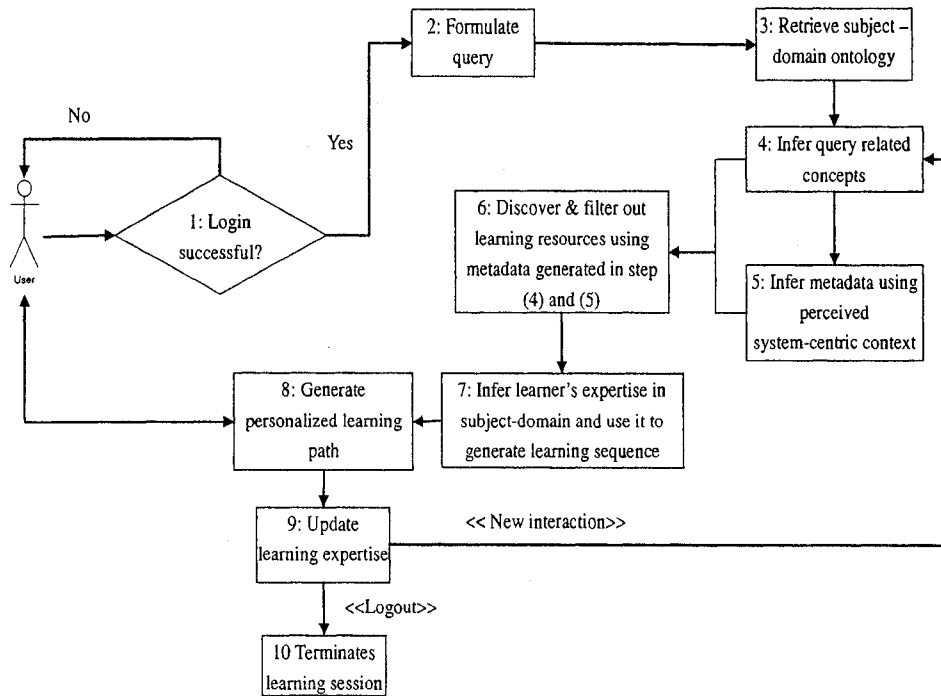 2: Formulate
query
3: Retrieve subject –
domain ontology
No
Yes
4: Infer query related
concepts
1: Login
successful?
User
6: Discover & filter out
learning resources using
metadata generated in step
(4) and (5)
5: Infer metadata using
perceived
system-centric context
8: Generate
personalized learning
path
7: Infer learner's expertise in
subject-domain and use it to
generate learning sequence
9: Update
learning expertise
<< New interaction>>
<<Logout>>
10 Terminates
learning session